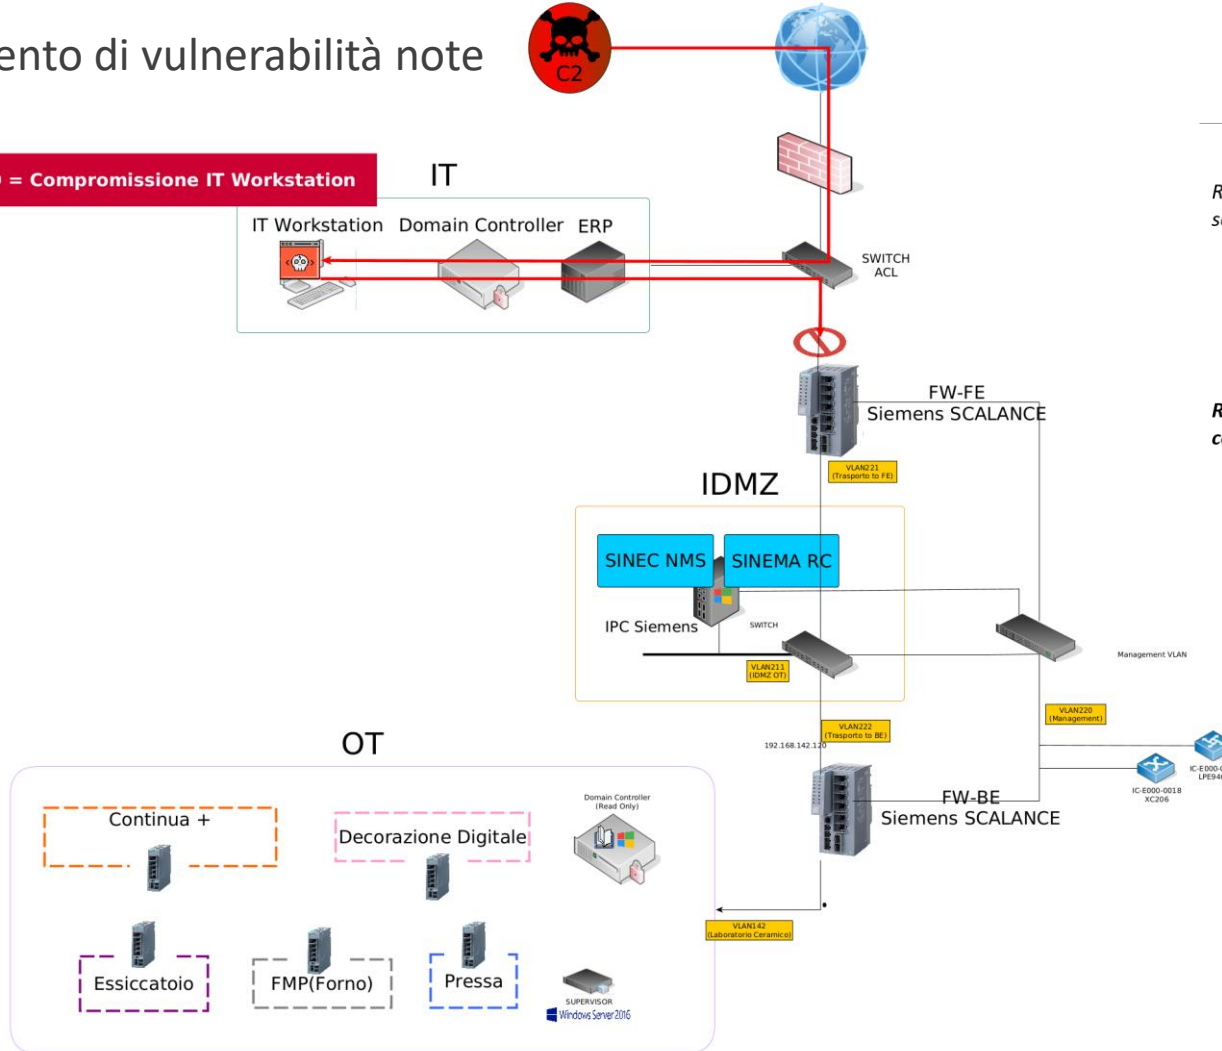 ento di vulnerabilità note
C2
= Compromissione IT Workstation
IT
IT Workstation
Domain Controller
ERP
SWITCH
ACL
FW-FE
Siemens SCALANCE
VLAN221
(Trasporto to FE)
IDMZ
SINEC NMS
SINEMA RC
IPC Siemens
SWITCH
VLAN211
(IDMZ OT)
Management VLAN
VLAN220
(Management)
VLAN222
(Trasporto to BE)
192.168.142.120
IC-E000-0018
XC206
FW-BE
Siemens SCALANCE
OT
Continua +
Decorazione Digitale
Domain Controller
(Read Only)
VLAN142
(Laboratorio Ceramico)
Essiccatoio
FMP(Forno)
Pressa
SUPERVISOR
Windows Server 2016